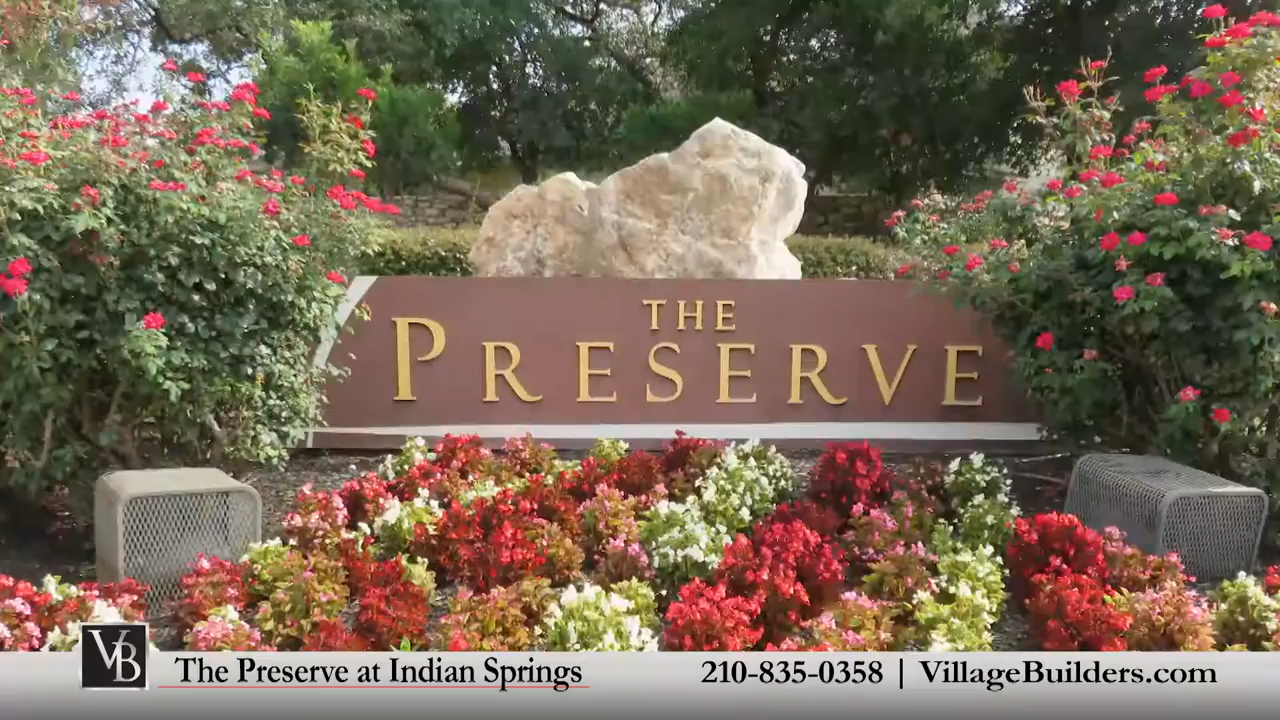 THE
PRESERVE
VB The Preserve at Indian Springs 210-835-0358 | VillageBuilders.com